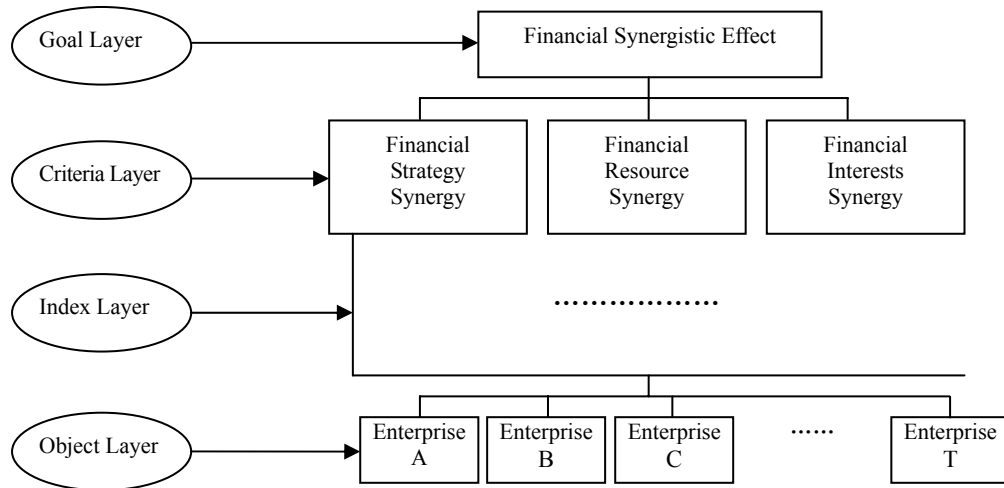 Goal Layer
Financial Synergistic Effect
Criteria Layer
Financial
Strategy
Synergy
Financial
Resource
Synergy
Financial
Interests
Synergy
Index Layer
…………………
Object Layer
Enterprise
A
Enterprise
B
Enterprise
C
……
Enterprise
T